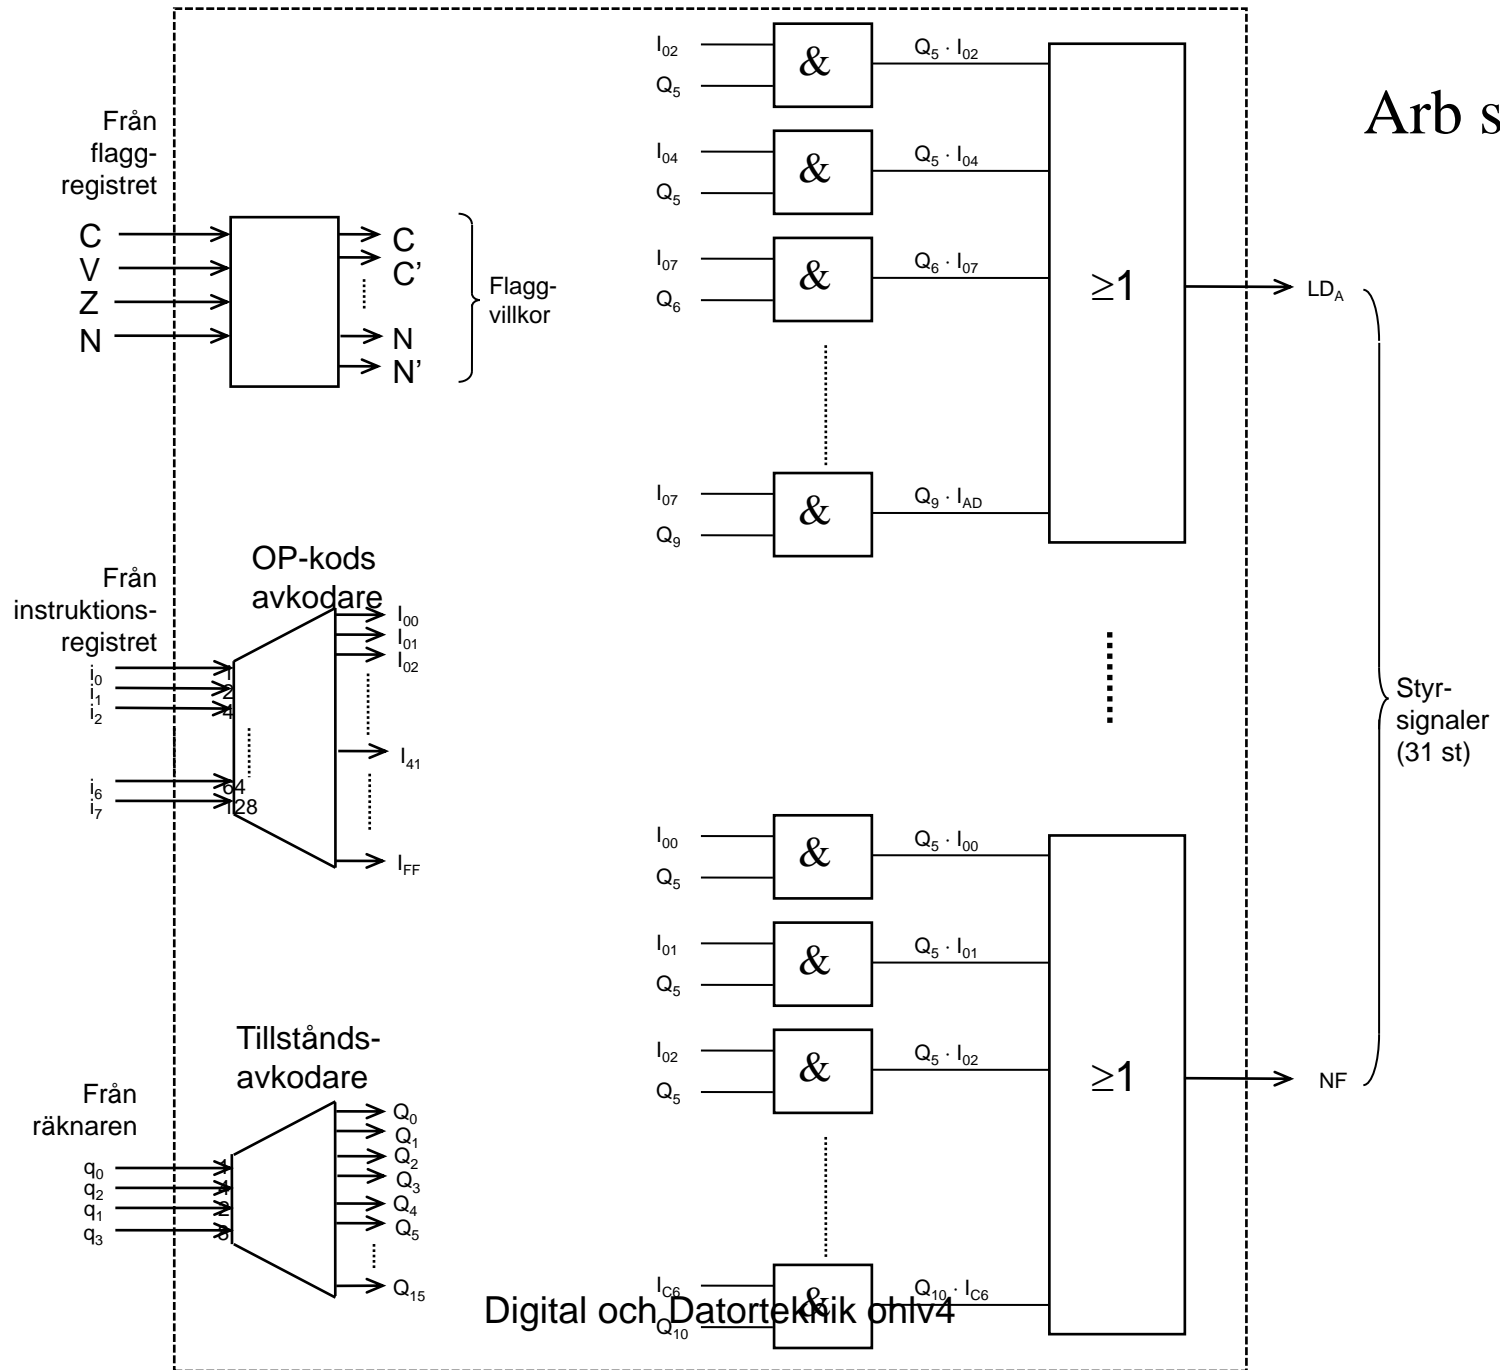 Arb s
Från
flagg-
registret
C
V
Z
N
C
C'
N
N'
Flagg-
villkor
OP-kods
avkodare
Från
instruktions-
registret
i0
i1
i2
i6
i7
1
2
4
64
128
I00
I01
I02
I41
IFF
Tillstånds-
avkodare
Från
räknaren
q0
q2
q1
q3
1
4
2
8
Q0
Q1
Q2
Q3
Q4
Q5
Q15
I02
Q5
&
Q5 · I02
I04
Q5
&
Q5 · I04
I07
Q6
&
Q6 · I07
I07
Q9
&
Q9 · IAD
≥1
LDA
Styr-
signaler
(31 st)
I00
Q5
&
Q5 · I00
I01
Q5
&
Q5 · I01
I02
Q5
&
Q5 · I02
IC6
Q10
&
Q10 · IC6
≥1
NF
Digital och Datorteknik ohlv4